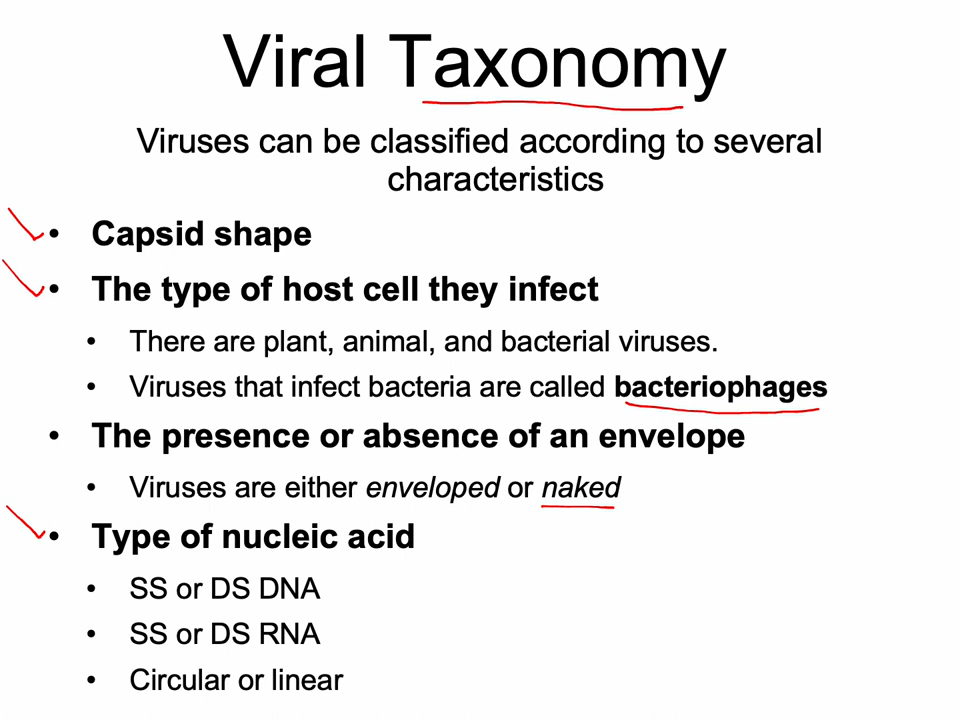 Viral Taxonomy
Viruses can be classified according to several
characteristics
• Capsid shape
• The type of host cell they infect
• There are plant, animal, and bacterial viruses.
• Viruses that infect bacteria are called bacteriophages
• The presence or absence of an envelope
• Viruses are either enveloped or naked
• Type of nucleic acid
• SS or DS DNA
• SS or DS RNA
• Circular or linear